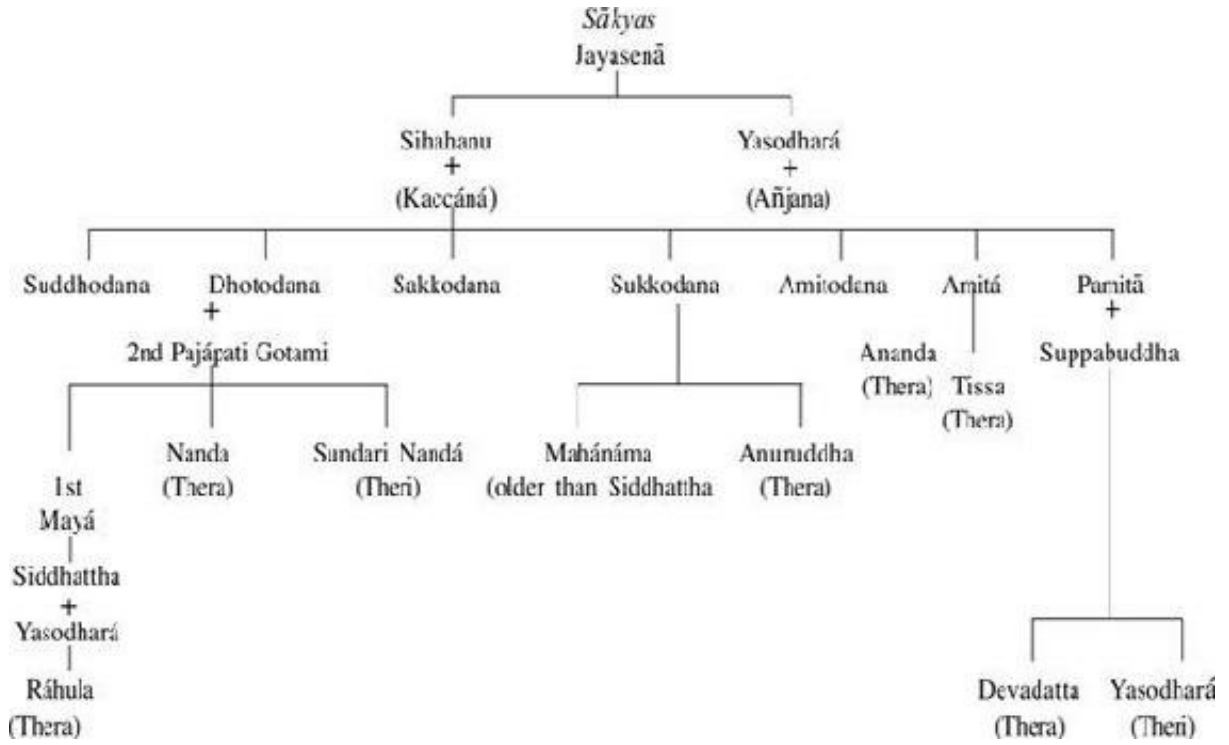 Sākyas
Jayasenā
Sihahanu Yasodhará
+ +
(Kaccáná) (Añjana)
Suddhodana Dhotodana Sakkodana Sukkodana Amitodana Amitá Pamitā
+ +
2nd Pajápati Gotami Ananda Suppabuddha
(Thera) Tissa
(Thera)
Nanda Sundari Nandá Mahánáma Anuruddha
1st (Thera) (Theri) (older than Siddhattha (Thera)
Mayá
Siddhattha
+
Yasodhará
Ráhula Devadatta Yasodhará
(Thera) (Thera) (Theri)